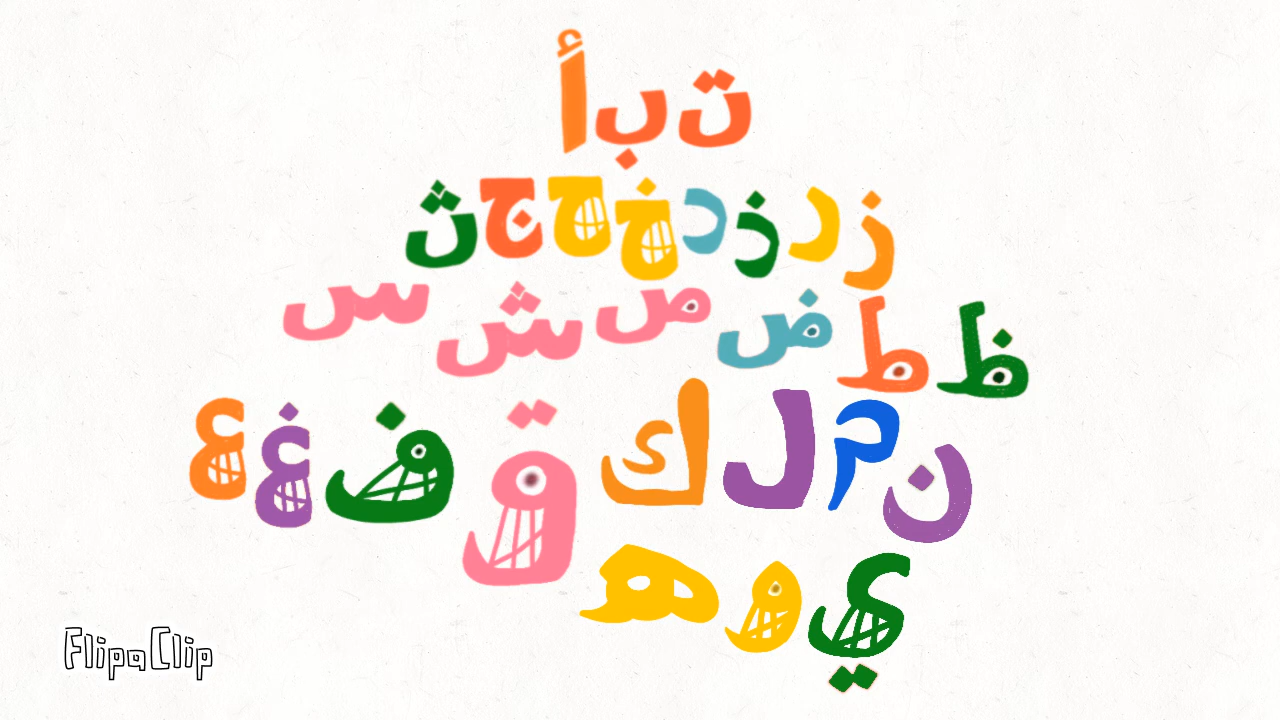 أ ب ت
ث ج ح خ د ذ ر ز
س ش ص ض ط ظ
ع غ ف ق ك ل م ن
ه و ي
FlipaClip